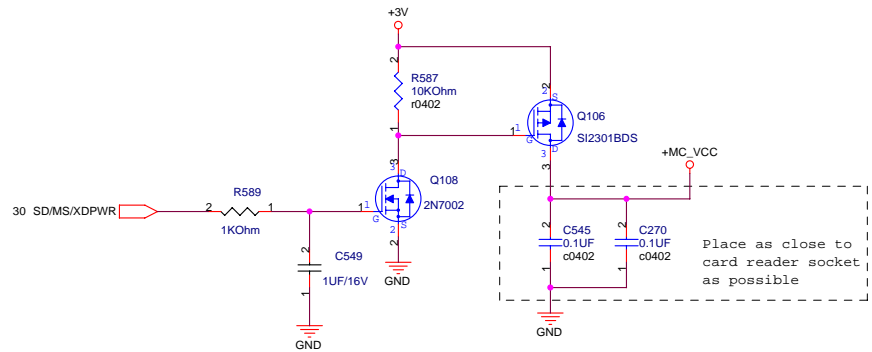 +3V
2
R587
10KOhm
r0402
1
2
2
S
Q106
1
G
SI2301BDS
D
3
3
+MC_VCC
3
3
D
Q108
1
1
G
2N7002
S
2
2
GND
30 SD/MS/XDPWR
2
R589
1
1KOhm
2
C549
1UF/16V
1
GND
2
C545
0.1UF
c0402
1
2
C270
0.1UF
c0402
1
GND
Place as close to
card reader socket
as possible